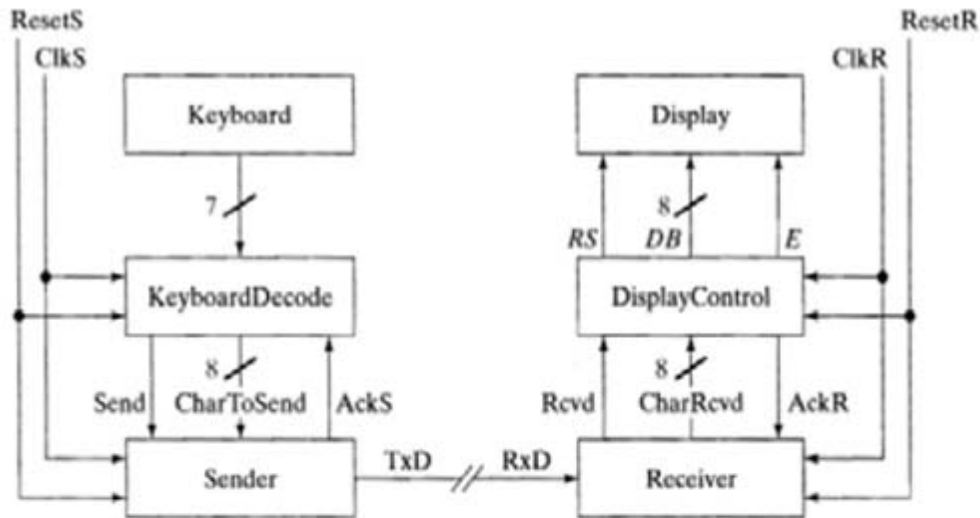 ResetS
ResetR
ClkS
ClkR
Keyboard
Display
7
8
RS
DB
E
KeyboardDecode
DisplayControl
8
8
Send
CharToSend
AckS
Rcvd
CharRcvd
AckR
TxD
RxD
Sender
Receiver